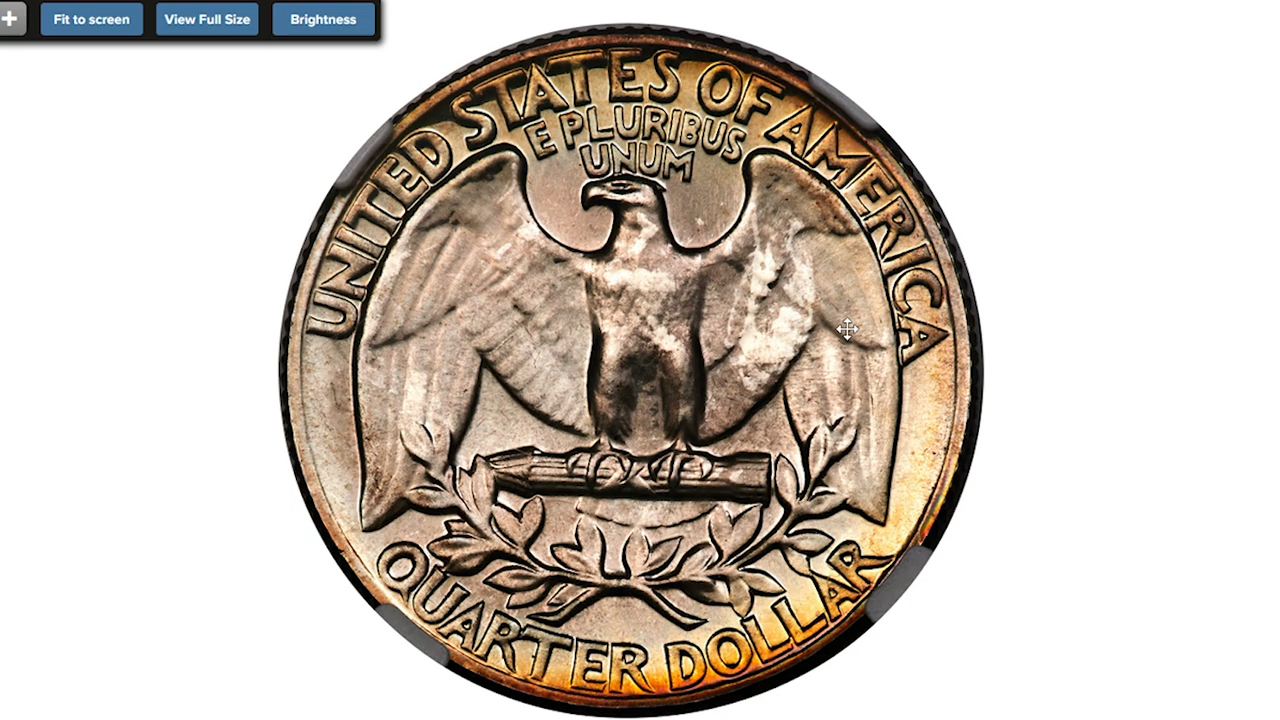 Fit to screen
View Full Size
Brightness
UNITED STATES OF AMERICA
E PLURIBUS
UNUM
QUARTER DOLLAR